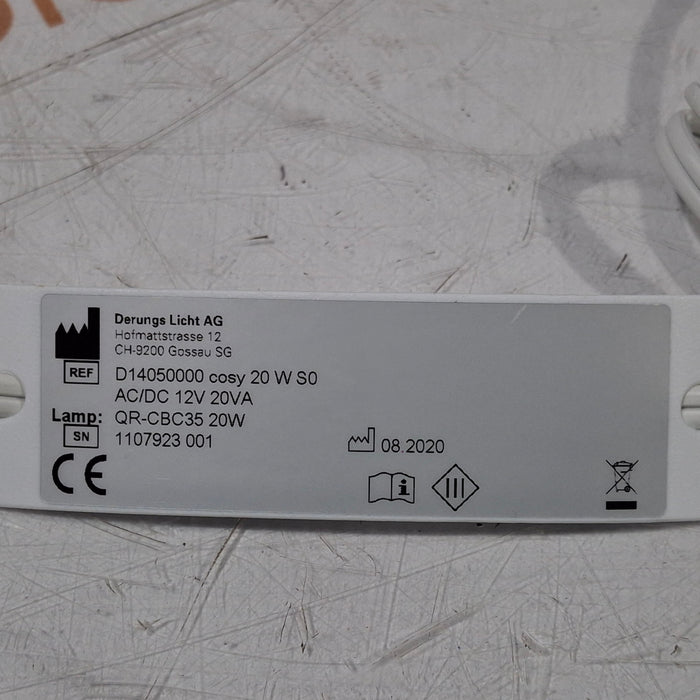 Derungs Licht AG
Hofmattstrasse 12
CH-9200 Gossau SG
REF D14050000 cosy 20 W S0
AC/DC 12V 20VA
Lamp: QR-CBC35 20W
SN 1107923 001
08.2020
CE
i
III